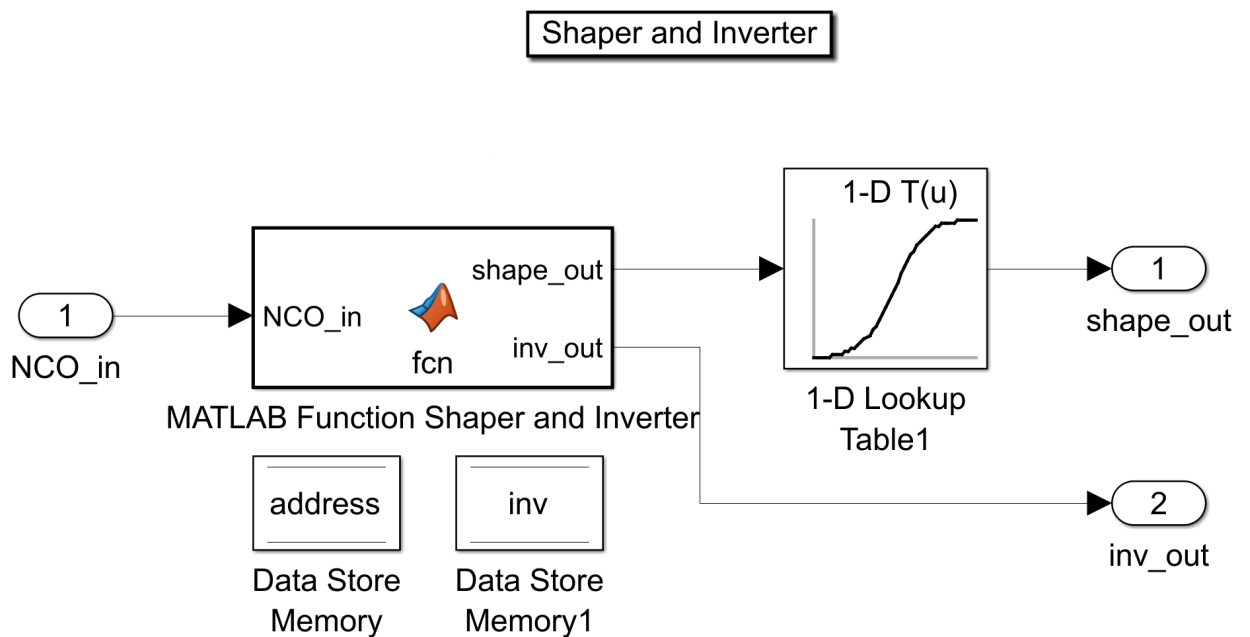 Shaper and Inverter
1
NCO_in
NCO_in
fcn
shape_out
inv_out
MATLAB Function Shaper and Inverter
address
Data Store
Memory
inv
Data Store
Memory1
1-D T(u)
1-D Lookup
Table1
1
shape_out
2
inv_out